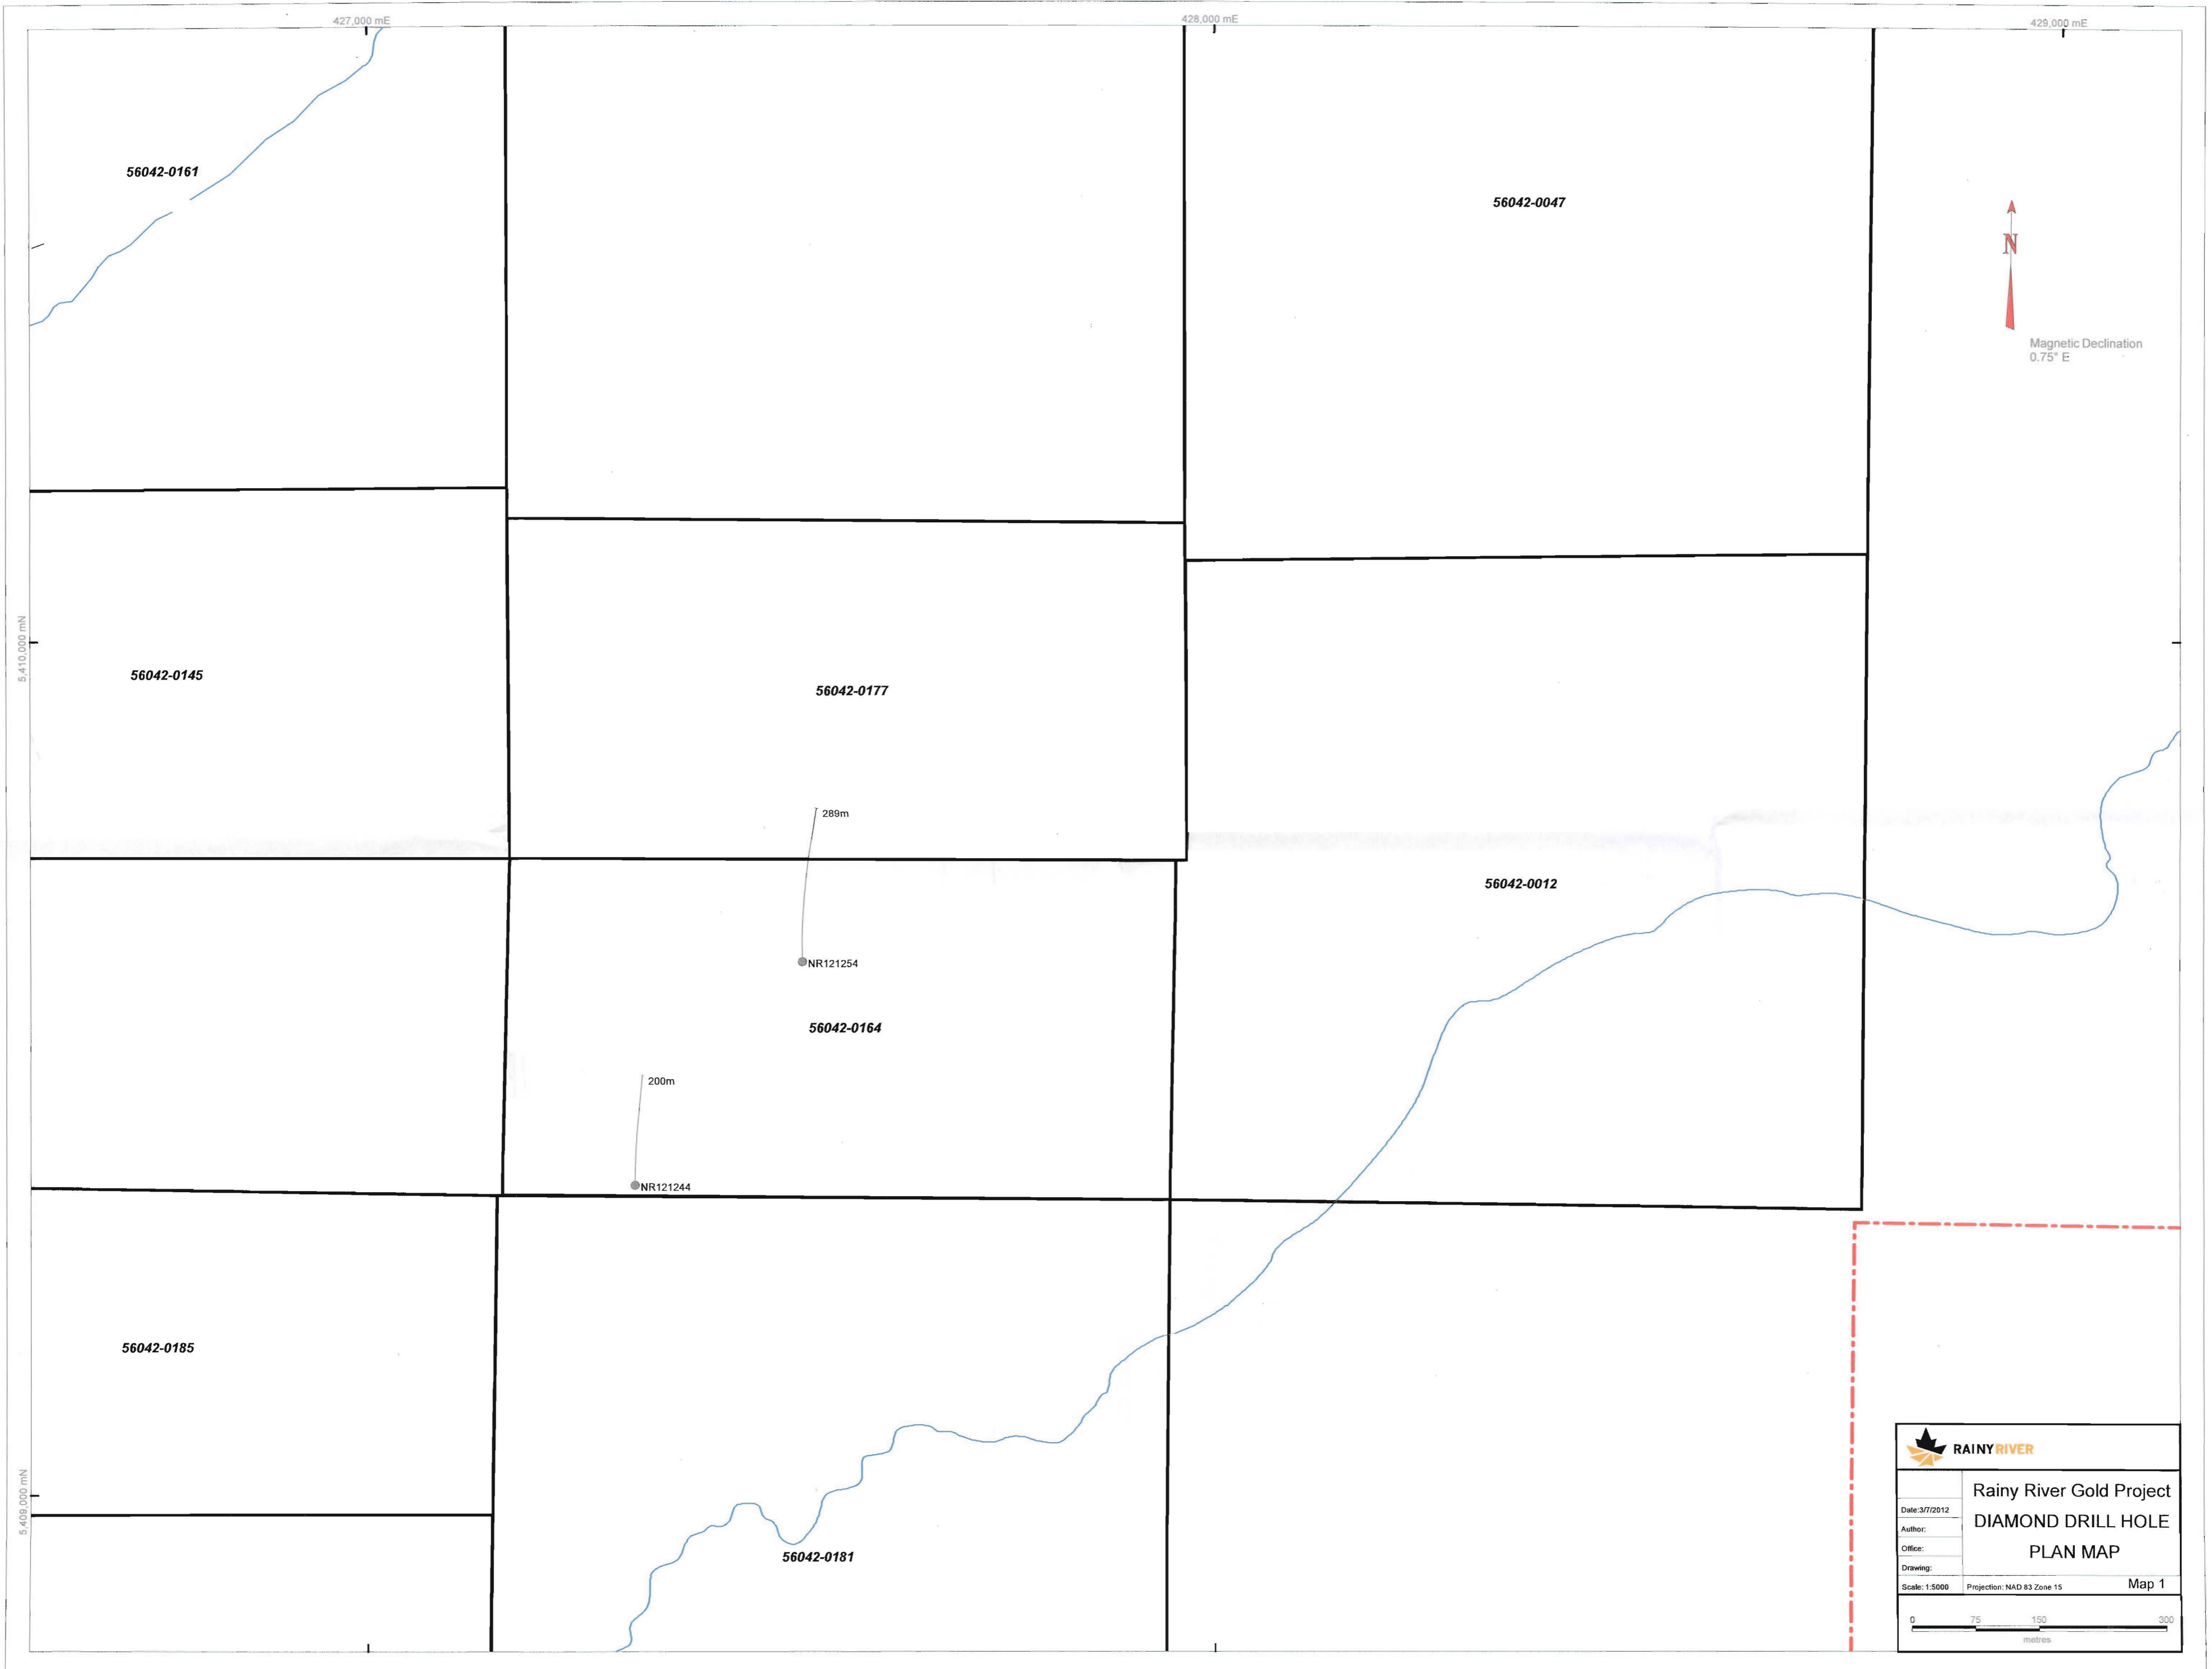 427,000 mE
428,000 mE
429,000 mE
56042-0161
56042-0047
N
Magnetic Declination
0.75° E
5,410,000 mN
56042-0145
56042-0177
289m
56042-0012
NR121254
56042-0164
200m
NR121244
56042-0185
5,409,000 mN
56042-0181
RAINYRIVER
Rainy River Gold Project
DIAMOND DRILL HOLE
PLAN MAP
Date:3/7/2012
Author:
Office:
Drawing:
Scale: 1:5000
Projection: NAD 83 Zone 15
Map 1
0 75 150 300
metres